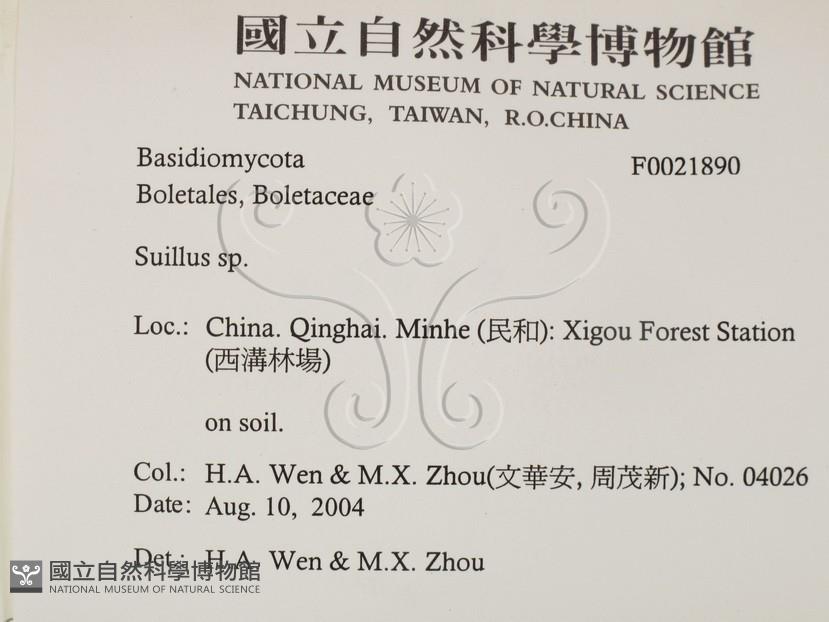 國立自然科學博物館
NATIONAL MUSEUM OF NATURAL SCIENCE
TAICHUNG, TAIWAN, R.O.CHINA
Basidiomycota F0021890
Boletales, Boletaceae
Suillus sp.
Loc.: China. Qinghai. Minhe (民和): Xigou Forest Station
(西溝林場)
on soil.
Col.: H.A. Wen & M.X. Zhou(文華安, 周茂新); No. 04026
Date: Aug. 10, 2004
Det.: H.A. Wen & M.X. Zhou
國立自然科學博物館
NATIONAL MUSEUM OF NATURAL SCIENCE